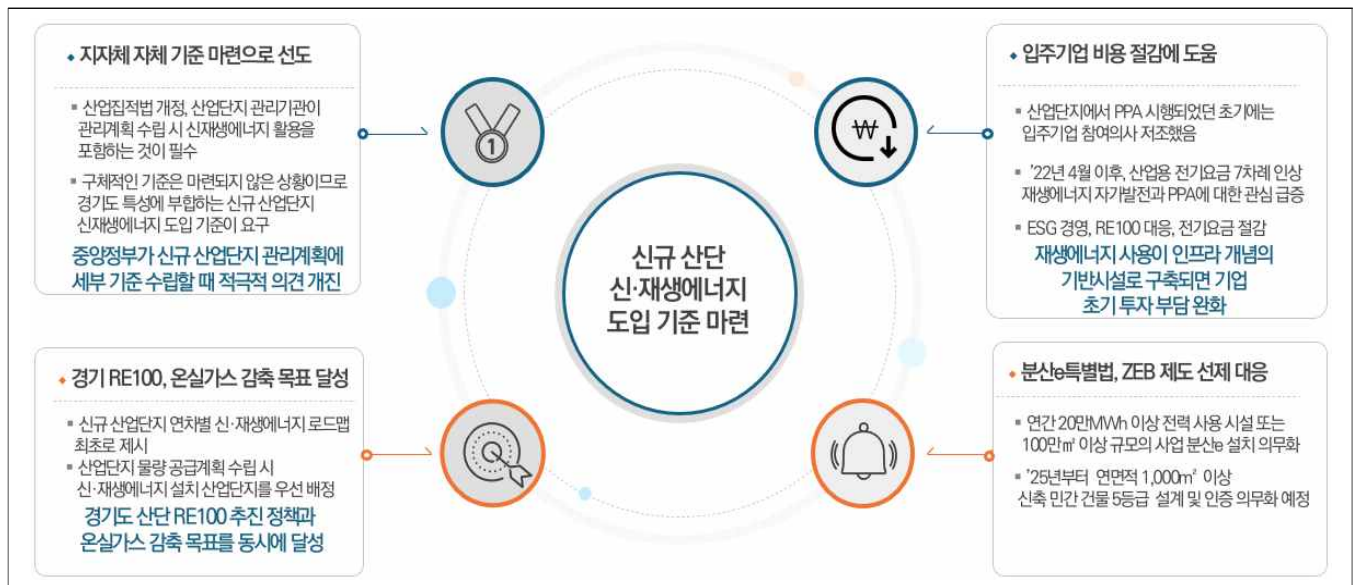 ◆ 지자체 자체 기준 마련으로 선도
▪ 산업집적법 개정, 산업단지 관리기관이
관리계획 수립 시 신재생에너지 활용을
포함하는 것이 필수
▪ 구체적인 기준은 마련되지 않은 상황이므로
경기도 특성에 부합하는 신규 산업단지
신재생에너지 도입 기준이 요구
중앙정부가 신규 산업단지 관리계획에
세부 기준 수립할 때 적극적 의견 개진
1
₩
◆ 입주기업 비용 절감에 도움
▪ 산업단지에서 PPA 시행되었던 초기에는
입주기업 참여의사 저조했음
▪ '22년 4월 이후, 산업용 전기요금 7차례 인상
재생에너지 자가발전과 PPA에 대한 관심 급증
▪ ESG 경영, RE100 대응, 전기요금 절감
재생에너지 사용이 인프라 개념의
기반시설로 구축되면 기업
초기 투자 부담 완화
신규 산단
신·재생에너지
도입 기준 마련
◆ 경기 RE100, 온실가스 감축 목표 달성
▪ 신규 산업단지 연차별 신·재생에너지 로드맵
최초로 제시
▪ 산업단지 물량 공급계획 수립 시
신·재생에너지 설치 산업단지를 우선 배정
경기도 산단 RE100 추진 정책과
온실가스 감축 목표를 동시에 달성
◆ 분산e특별법, ZEB 제도 선제 대응
▪ 연간 20만MWh 이상 전력 사용 시설 또는
100만㎡ 이상 규모의 사업 분산e 설치 의무화
▪ '25년부터 연면적 1,000㎡ 이상
신축 민간 건물 5등급 설계 및 인증 의무화 예정